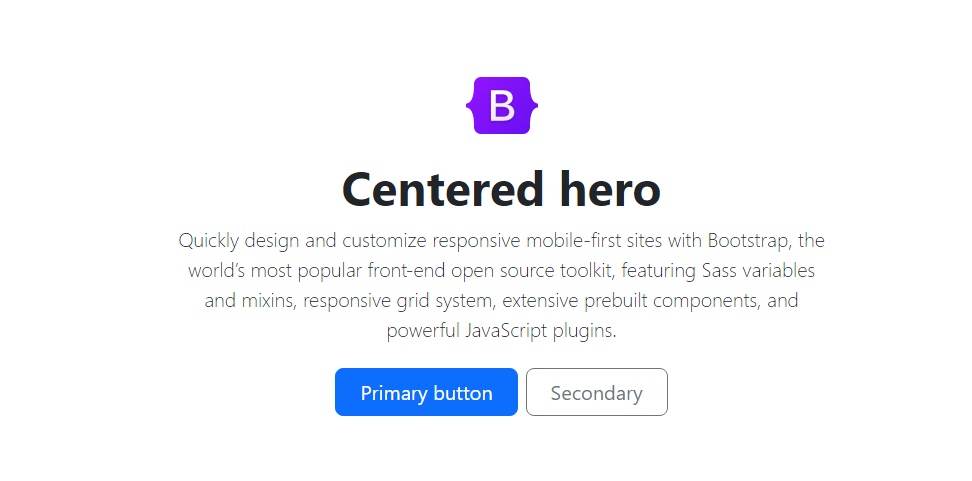 B
Centered hero
Quickly design and customize responsive mobile-first sites with Bootstrap, the
world’s most popular front-end open source toolkit, featuring Sass variables
and mixins, responsive grid system, extensive prebuilt components, and
powerful JavaScript plugins.
Primary button Secondary